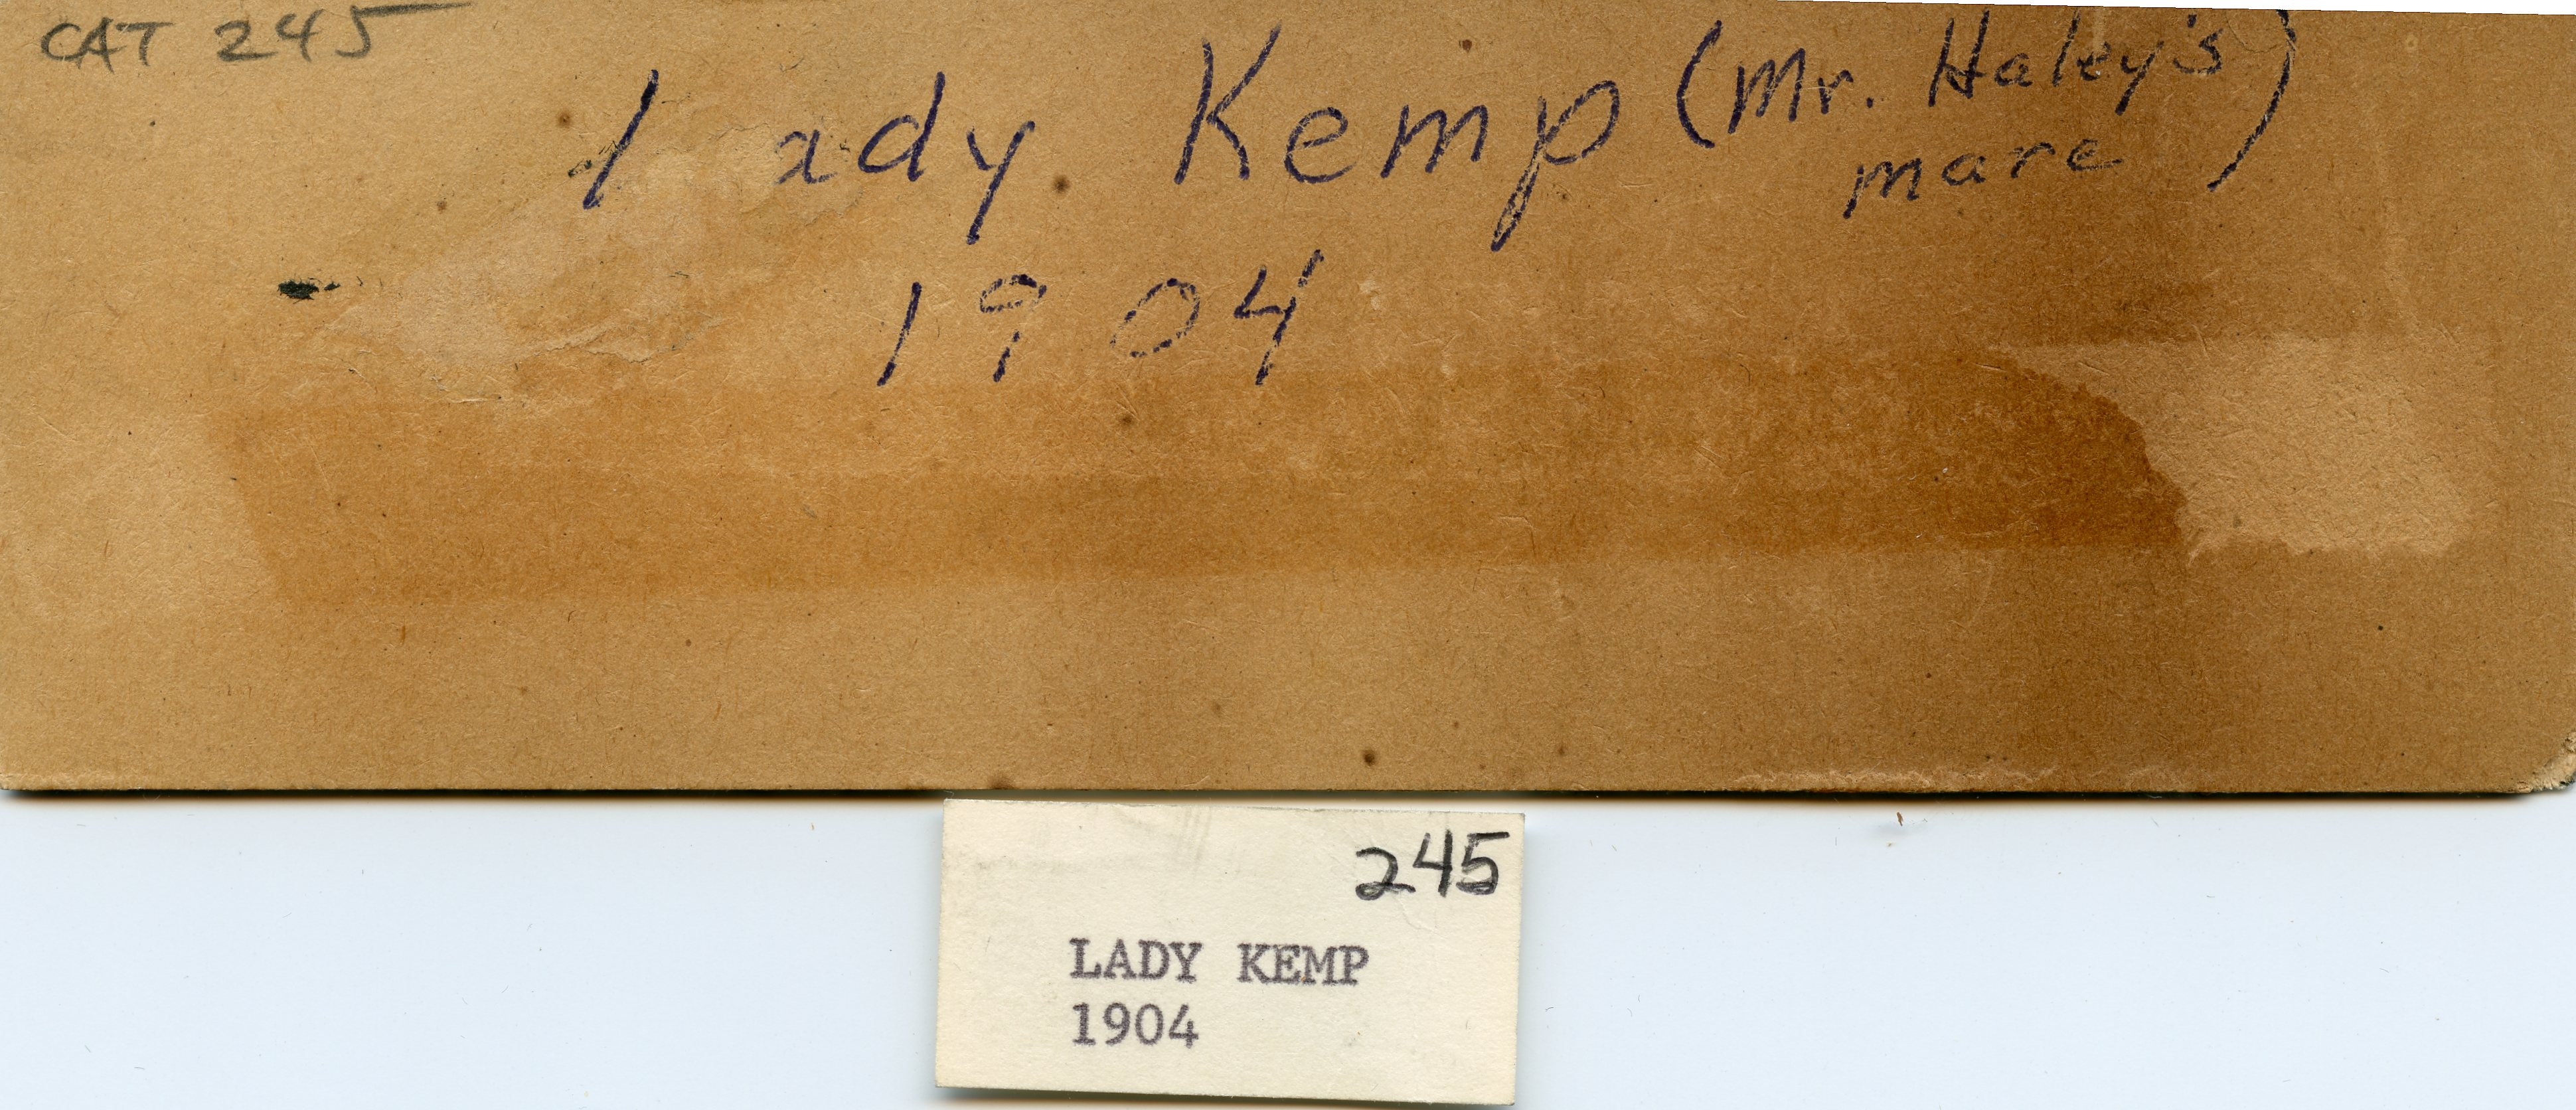 CAT 245
Lady Kemp (Mr. Haley's
mare)
1904
245
LADY KEMP
1904